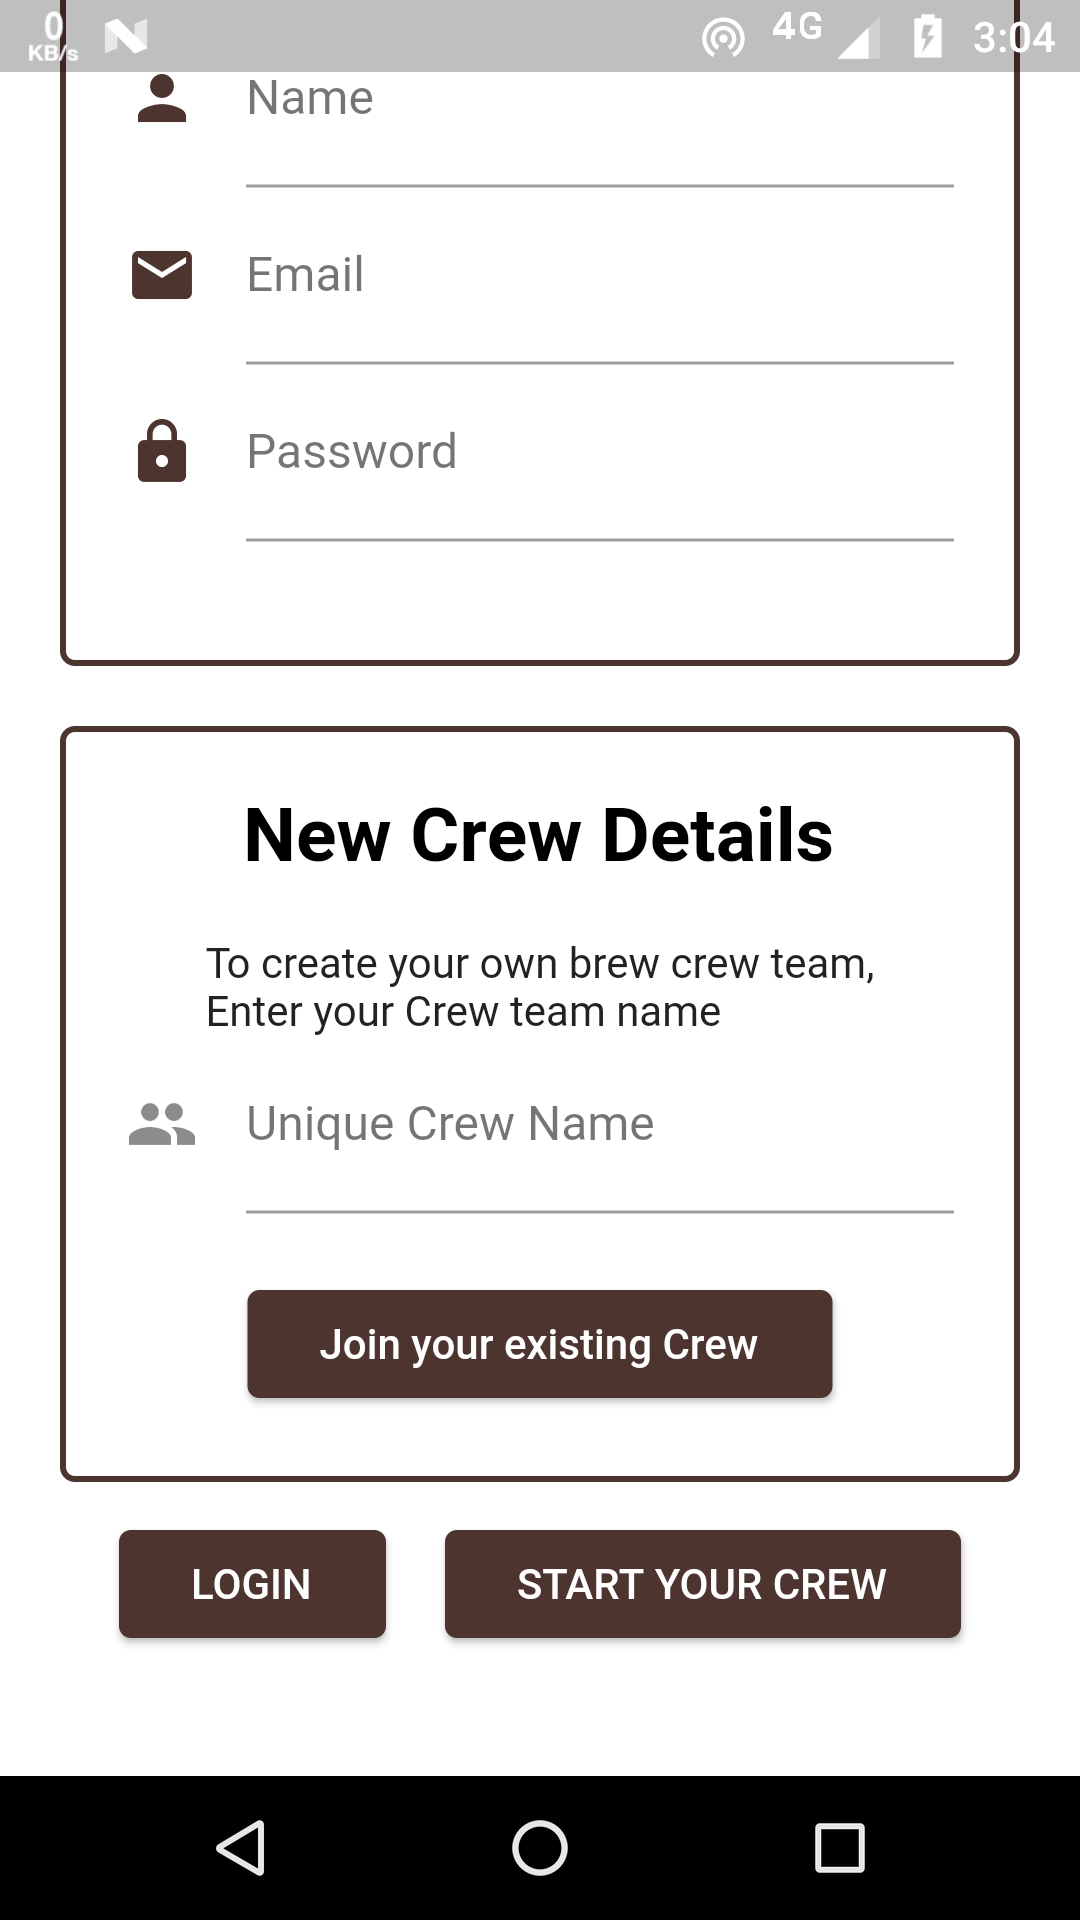 0
KB/s
4G
3:04
Name
Email
Password
New Crew Details
To create your own brew crew team,
Enter your Crew team name
Unique Crew Name
Join your existing Crew
LOGIN
START YOUR CREW